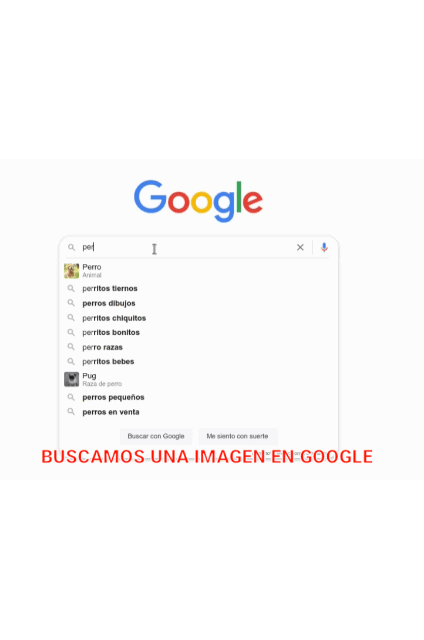 Google
per
Perro
Animal
perritos tiernos
perros dibujos
perritos chiquitos
perritos bonitos
perro razas
perritos bebes
Pug
Raza de perro
perros pequeños
perros en venta
Buscar con Google
Me siento con suerte
BUSCAMOS UNA IMAGEN EN GOOGLE